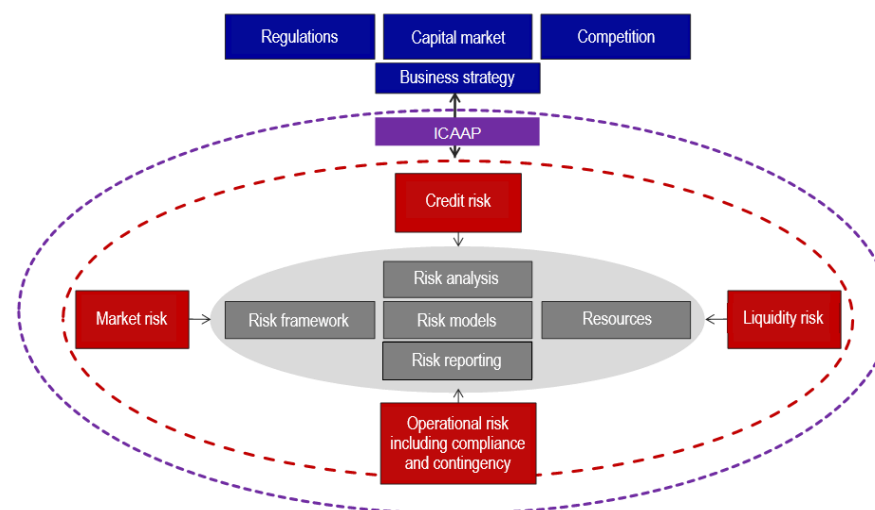 Regulations
Capital market
Competition
Business strategy
ICAAP
Credit risk
Risk analysis
Market risk
Risk framework
Risk models
Resources
Liquidity risk
Risk reporting
Operational risk
including compliance
and contingency